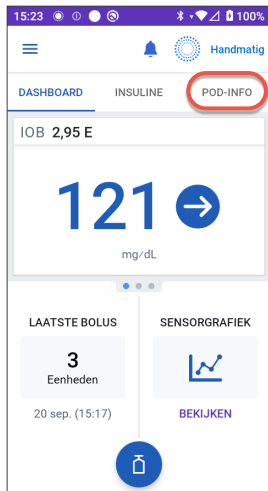 15:23 100%
Handmatig
DASHBOARD INSULINE POD-INFO
IOB 2,95 E
121
mg/dL
LAATSTE BOLUS SENSORGRAFIEK
3
Eenheden
20 sep. (15:17) BEKIJKEN